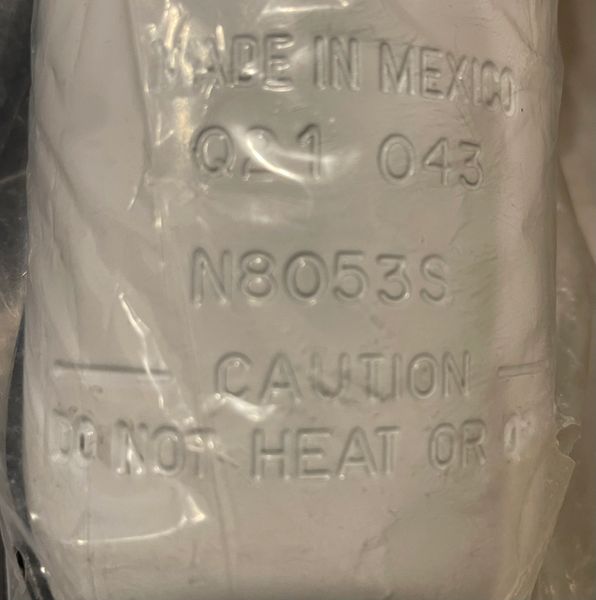 MADE IN MEXICO
Q21 043
N8053S
CAUTION
DO NOT HEAT OR